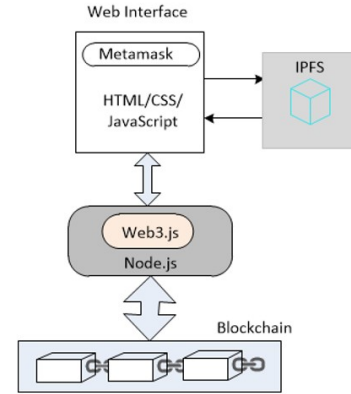 Web Interface
Metamask
HTML/CSS/
JavaScript
IPFS
Web3.js
Node.js
Blockchain